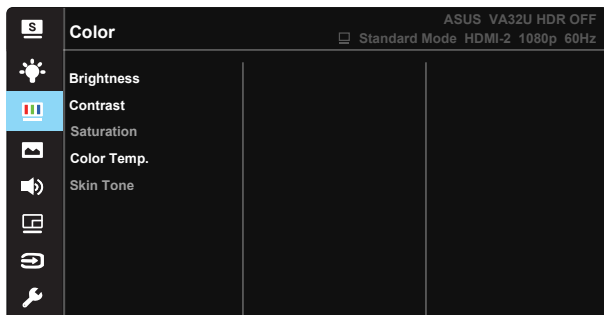 S
Color
ASUS VA32U HDR OFF
Standard Mode HDMI-2 1080p 60Hz
Brightness
Contrast
Saturation
Color Temp.
Skin Tone